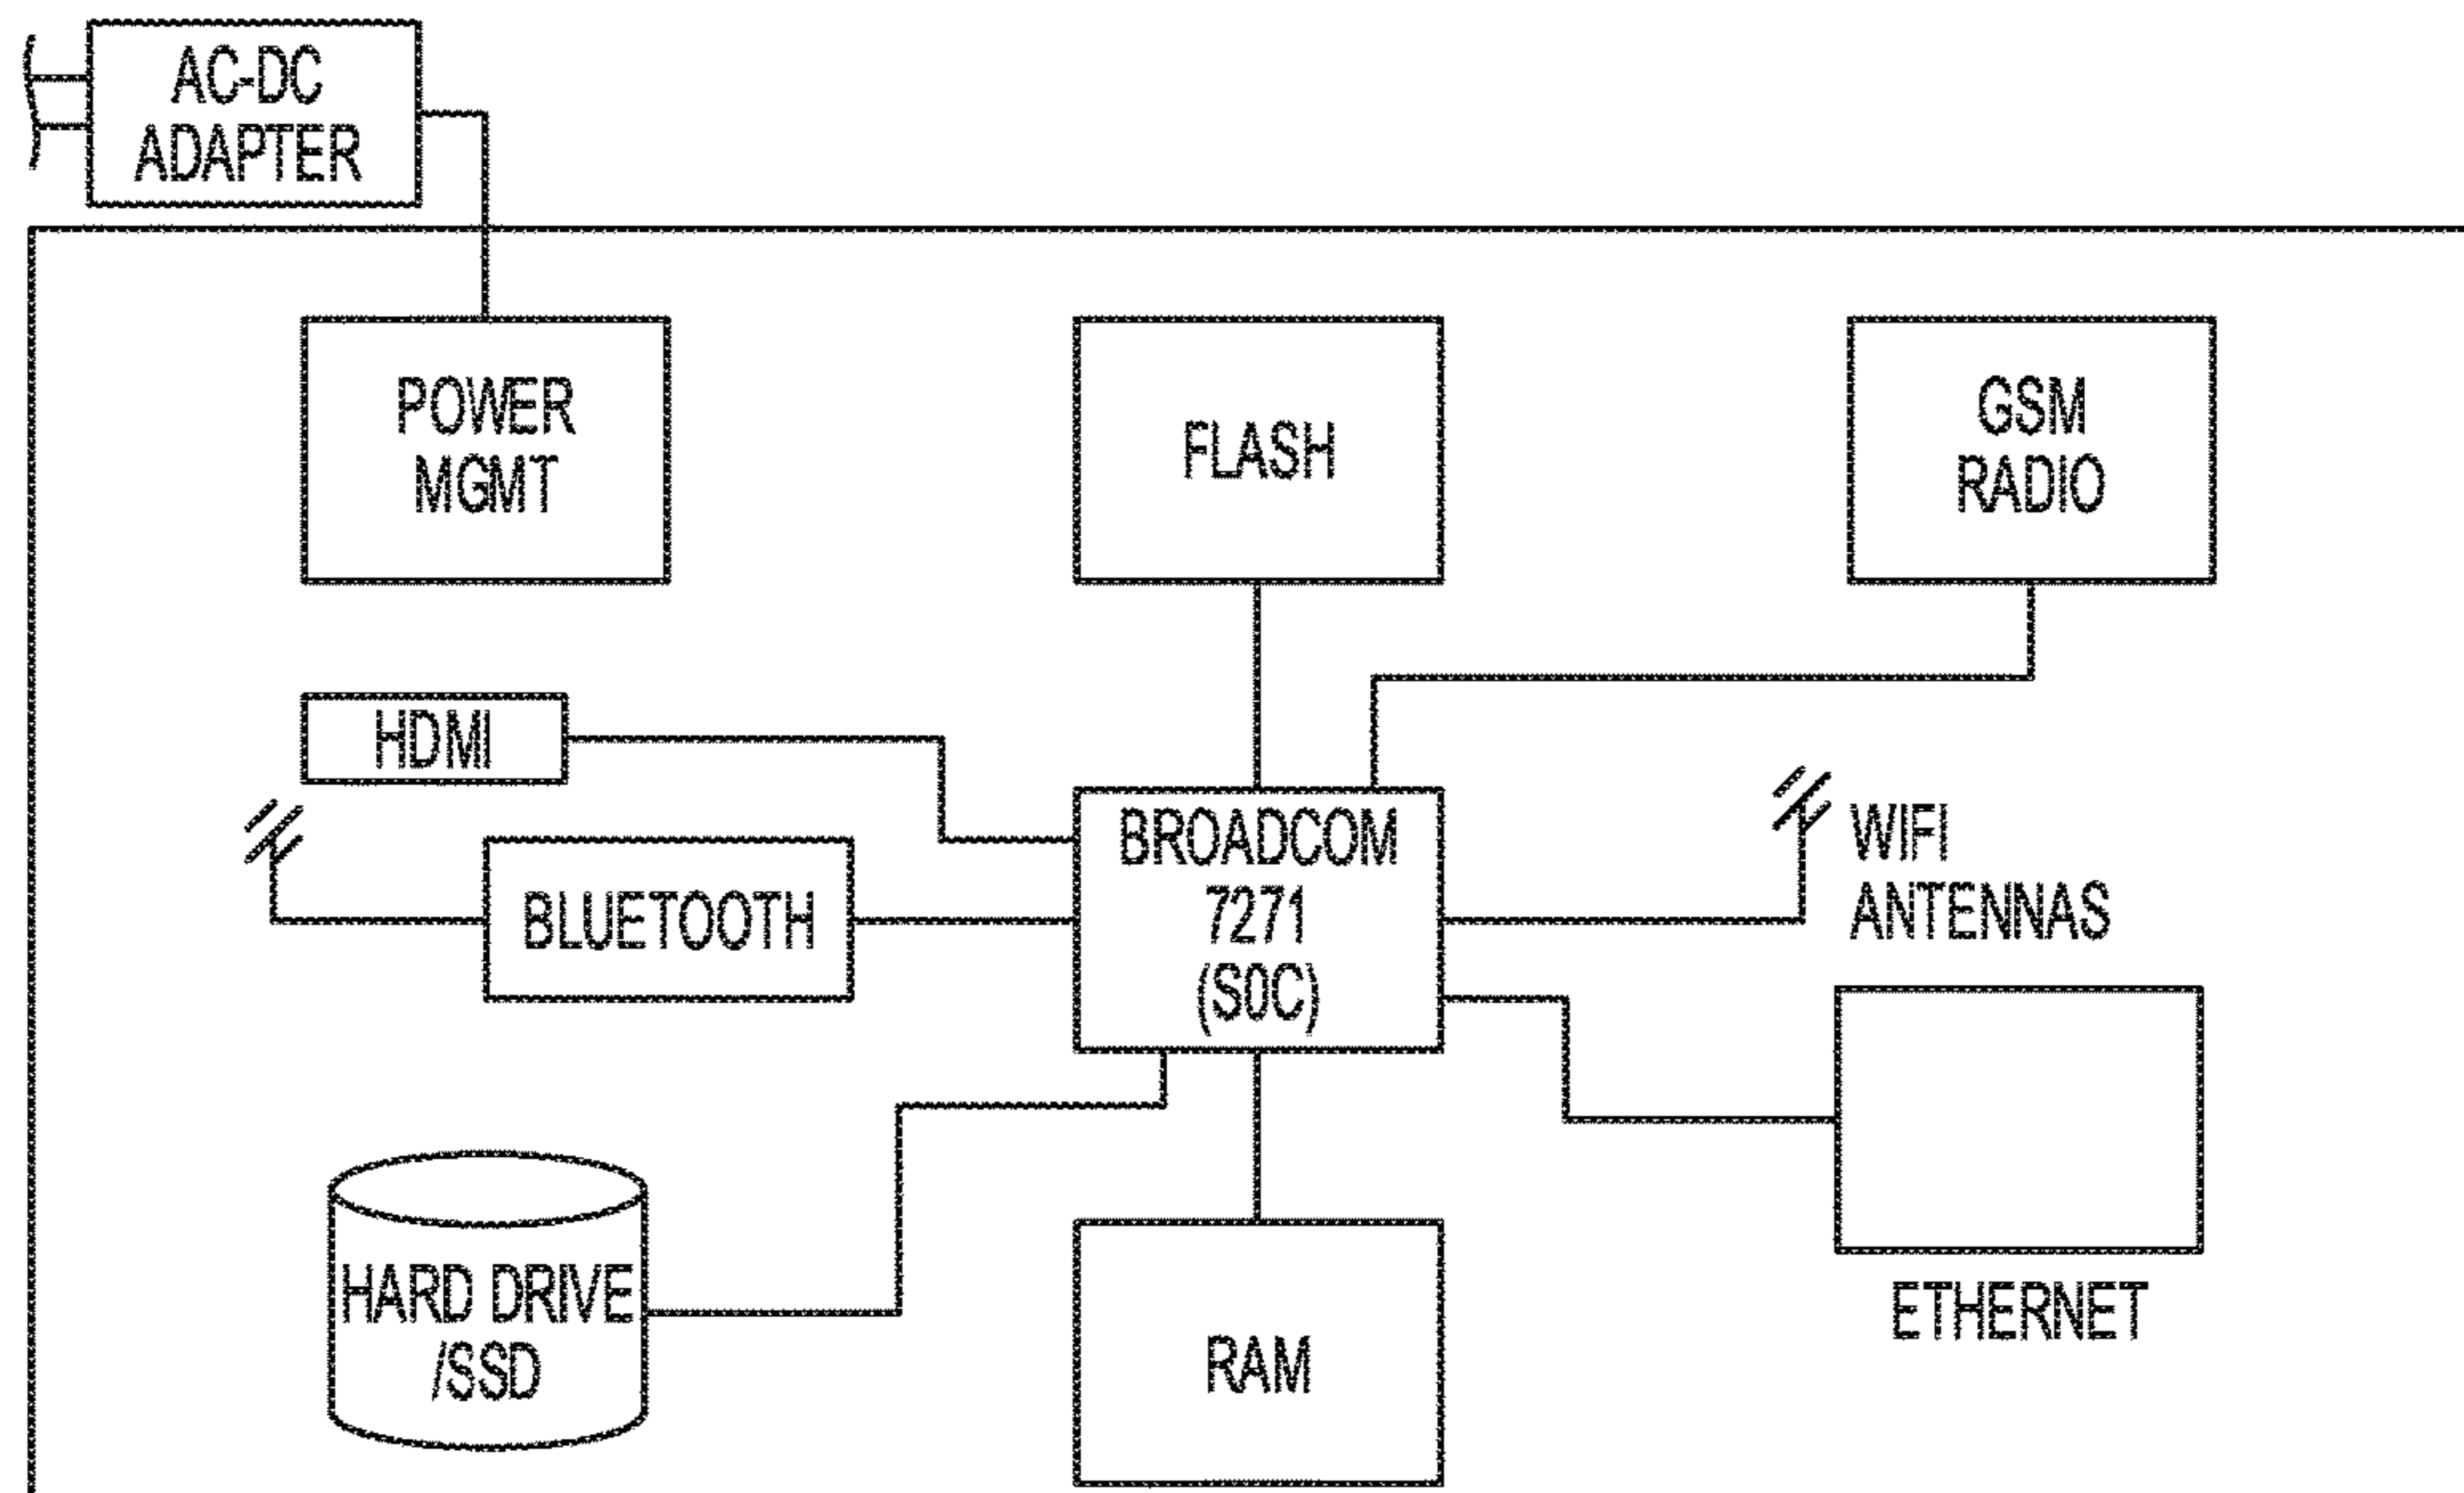 AC-DC
ADAPTER
POWER
MGMT
FLASH
GSM
RADIO
HDMI
BLUETOOTH
BROADCOM
7271
(S0C)
WIFI
ANTENNAS
HARD DRIVE
/SSD
RAM
ETHERNET